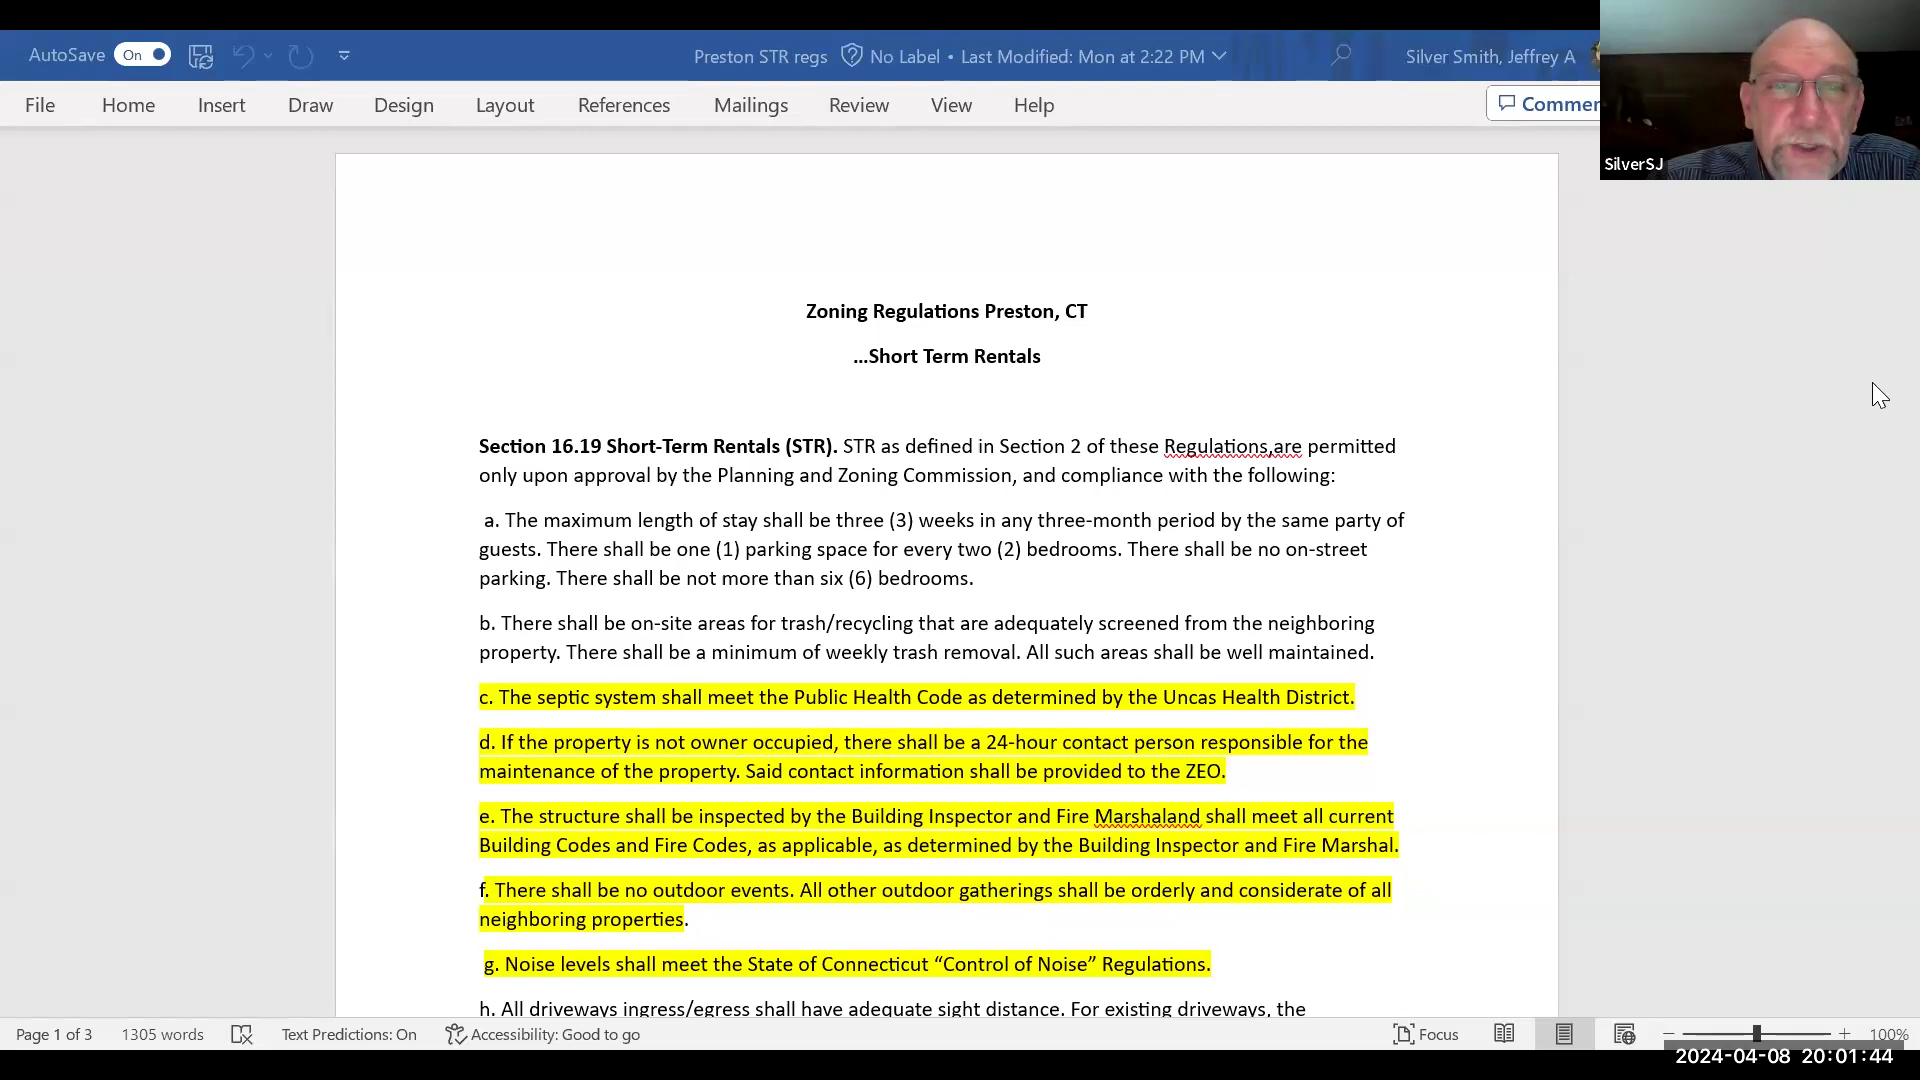 AutoSave On Preston STR regs No Label • Last Modified: Mon at 2:22 PM Silver Smith, Jeffrey A
File Home Insert Draw Design Layout References Mailings Review View Help
SilverSJ
Zoning Regulations Preston, CT
...Short Term Rentals
Section 16.19 Short-Term Rentals (STR). STR as defined in Section 2 of these Regulations,are permitted
only upon approval by the Planning and Zoning Commission, and compliance with the following:
a. The maximum length of stay shall be three (3) weeks in any three-month period by the same party of
guests. There shall be one (1) parking space for every two (2) bedrooms. There shall be no on-street
parking. There shall be not more than six (6) bedrooms.
b. There shall be on-site areas for trash/recycling that are adequately screened from the neighboring
property. There shall be a minimum of weekly trash removal. All such areas shall be well maintained.
c. The septic system shall meet the Public Health Code as determined by the Uncas Health District.
d. If the property is not owner occupied, there shall be a 24-hour contact person responsible for the
maintenance of the property. Said contact information shall be provided to the ZEO.
e. The structure shall be inspected by the Building Inspector and Fire Marshaland shall meet all current
Building Codes and Fire Codes, as applicable, as determined by the Building Inspector and Fire Marshal.
f. There shall be no outdoor events. All other outdoor gatherings shall be orderly and considerate of all
neighboring properties.
g. Noise levels shall meet the State of Connecticut “Control of Noise” Regulations.
h. All driveways ingress/egress shall have adequate sight distance. For existing driveways, the
Page 1 of 3 1305 words Text Predictions: On Accessibility: Good to go Focus 100%
2024-04-08 20:01:44